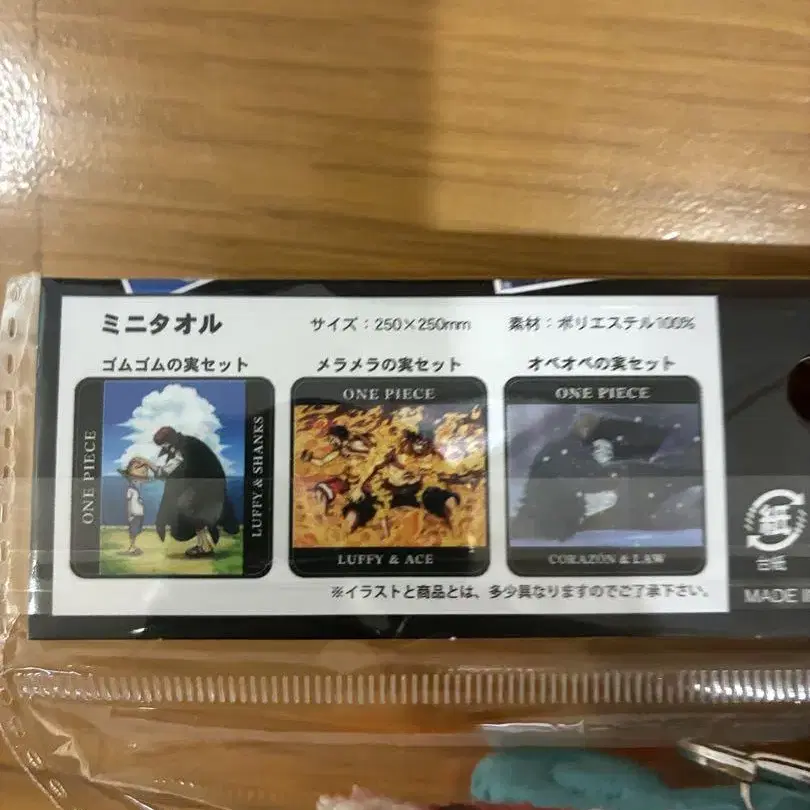 ミニタオル サイズ：250×250mm 素材：ポリエステル100%
ゴムゴムの実セット メラメラの実セット オペオペの実セット
ONE PIECE
LUFFY & SHANKS
ONE PIECE
LUFFY & ACE
ONE PIECE
CORAZÓN & LAW
※イラストと商品とは、多少異なりますのでご了承下さい。
紙
台紙
MADE